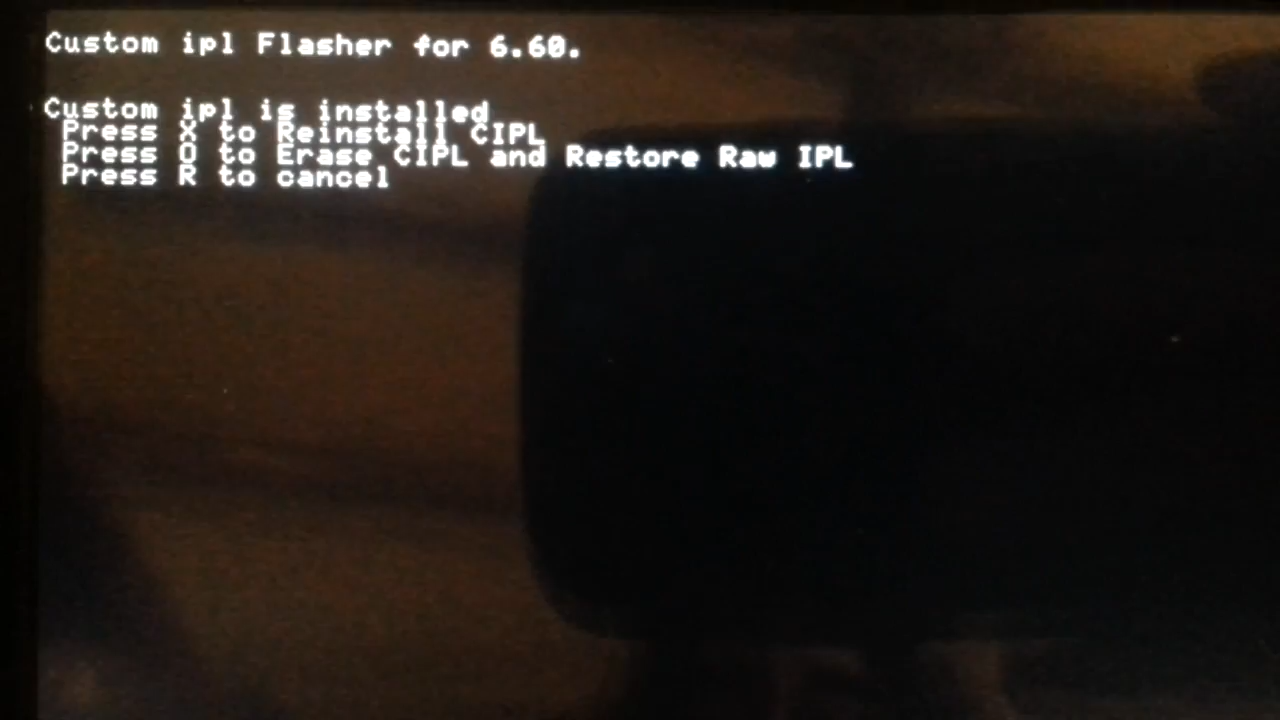 Custom ipl Flasher for 6.60.
Custom ipl is installed
Press X to Reinstall CIPL
Press O to Erase CIPL and Restore Raw IPL
Press R to cancel